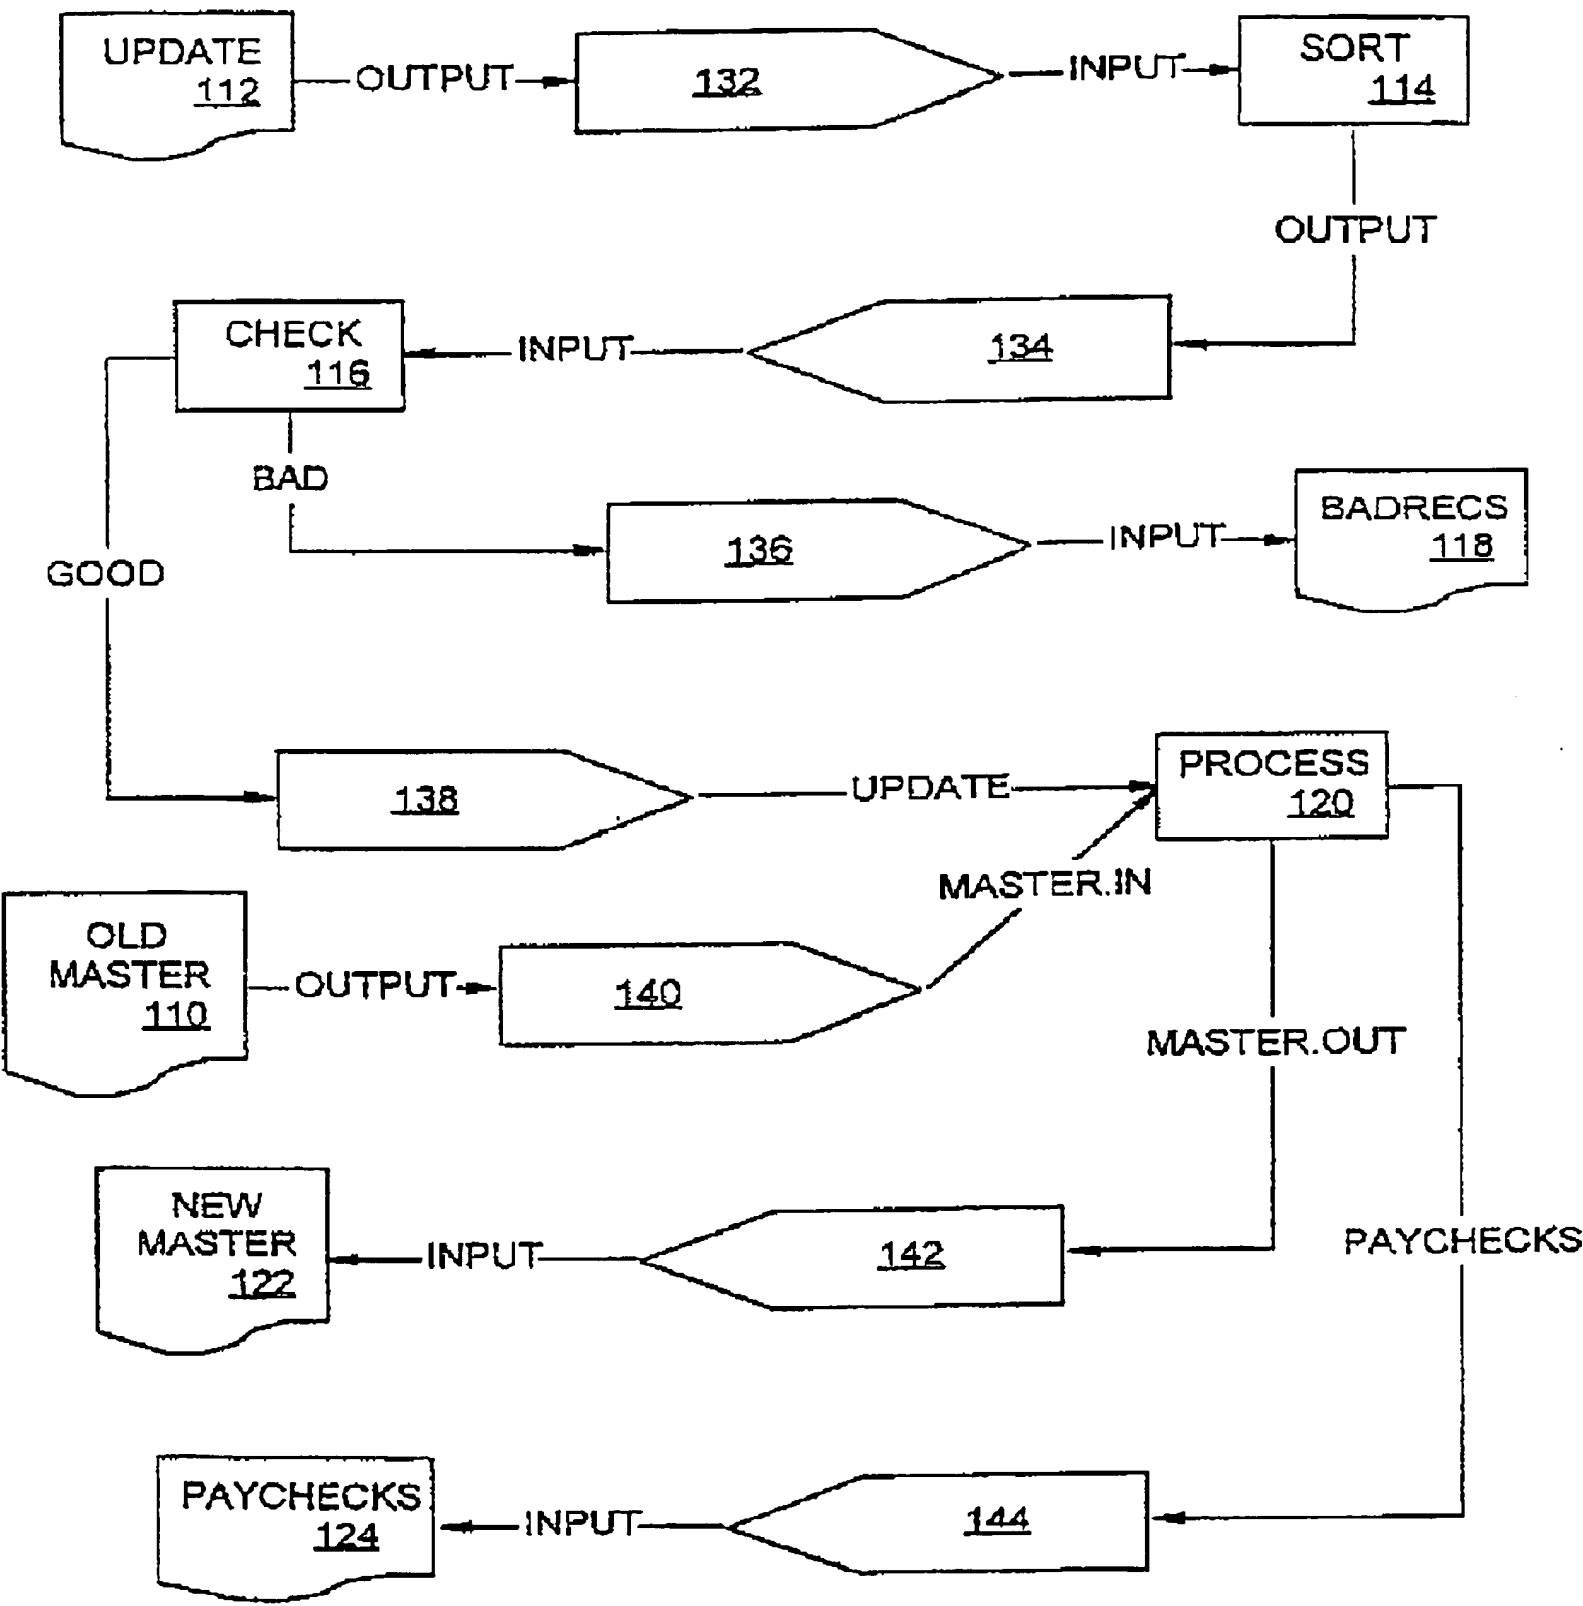 UPDATE
112
OUTPUT
132
INPUT
SORT
114
OUTPUT
CHECK
116
INPUT
134
BAD
GOOD
136
INPUT
BADRECS
118
138
UPDATE
PROCESS
120
MASTER.IN
OLD
MASTER
110
OUTPUT
140
MASTER.OUT
NEW
MASTER
122
INPUT
142
PAYCHECKS
PAYCHECKS
124
INPUT
144